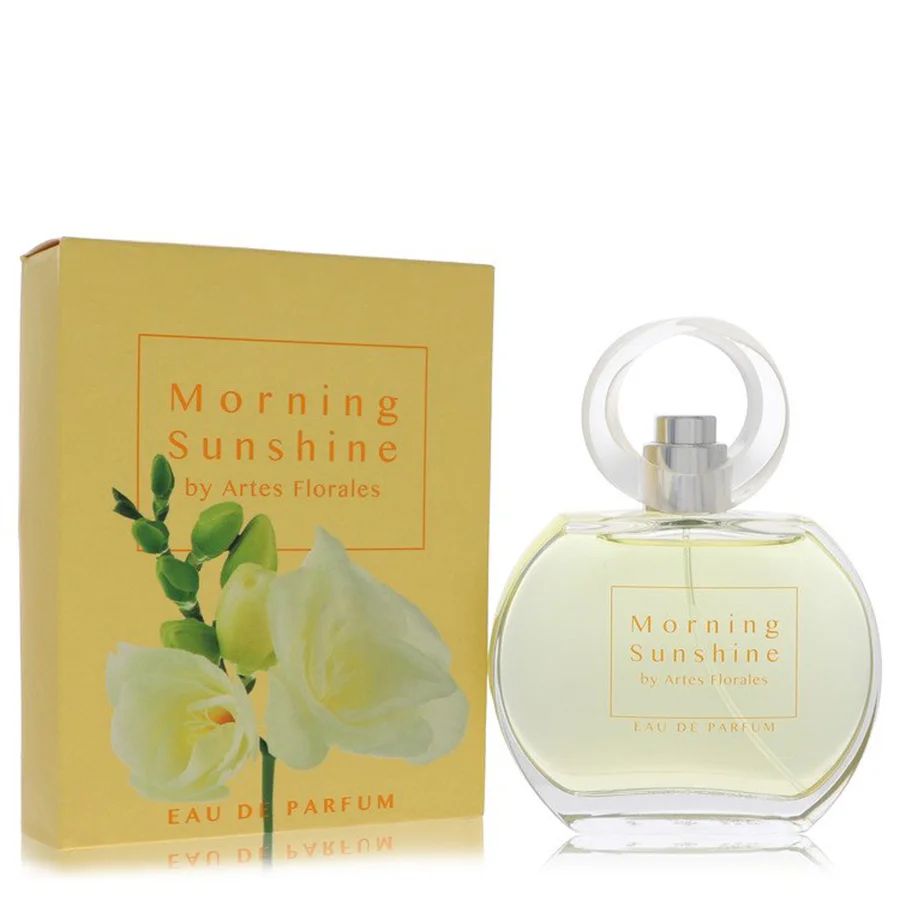 Morning
Sunshine
by Artes Florales
EAU DE PARFUM
Morning
Sunshine
by Artes Florales
EAU DE PARFUM